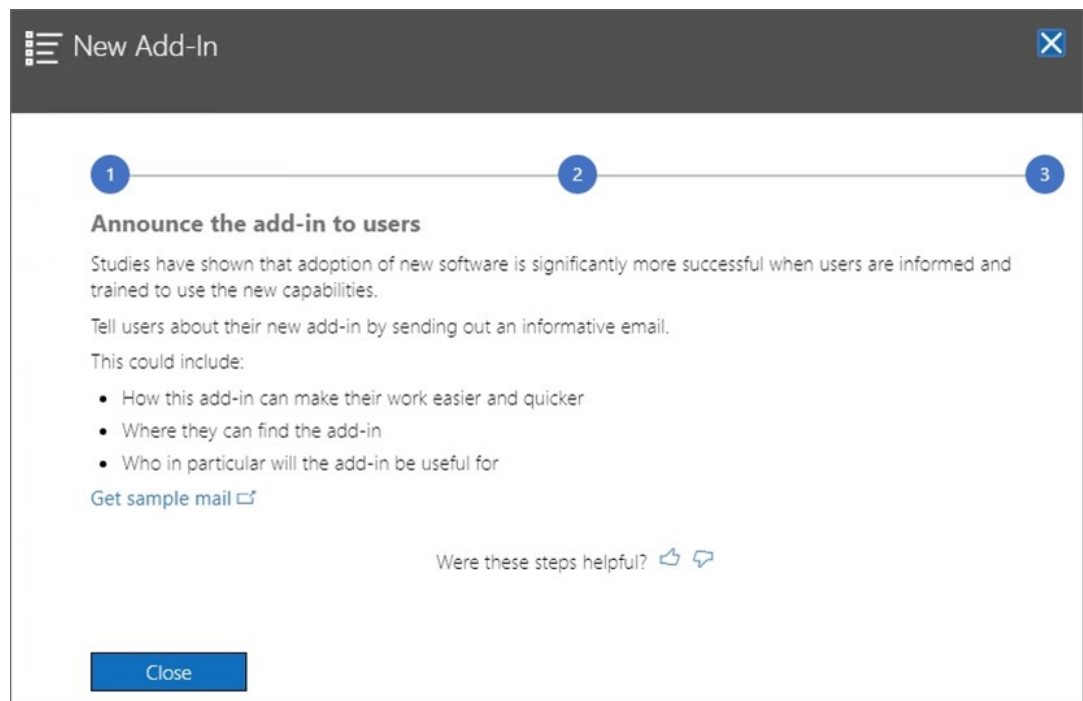 New Add-In
1
2
3
Announce the add-in to users
Studies have shown that adoption of new software is significantly more successful when users are informed and
trained to use the new capabilities.
Tell users about their new add-in by sending out an informative email.
This could include:
• How this add-in can make their work easier and quicker
• Where they can find the add-in
• Who in particular will the add-in be useful for
Get sample mail
Were these steps helpful?
Close